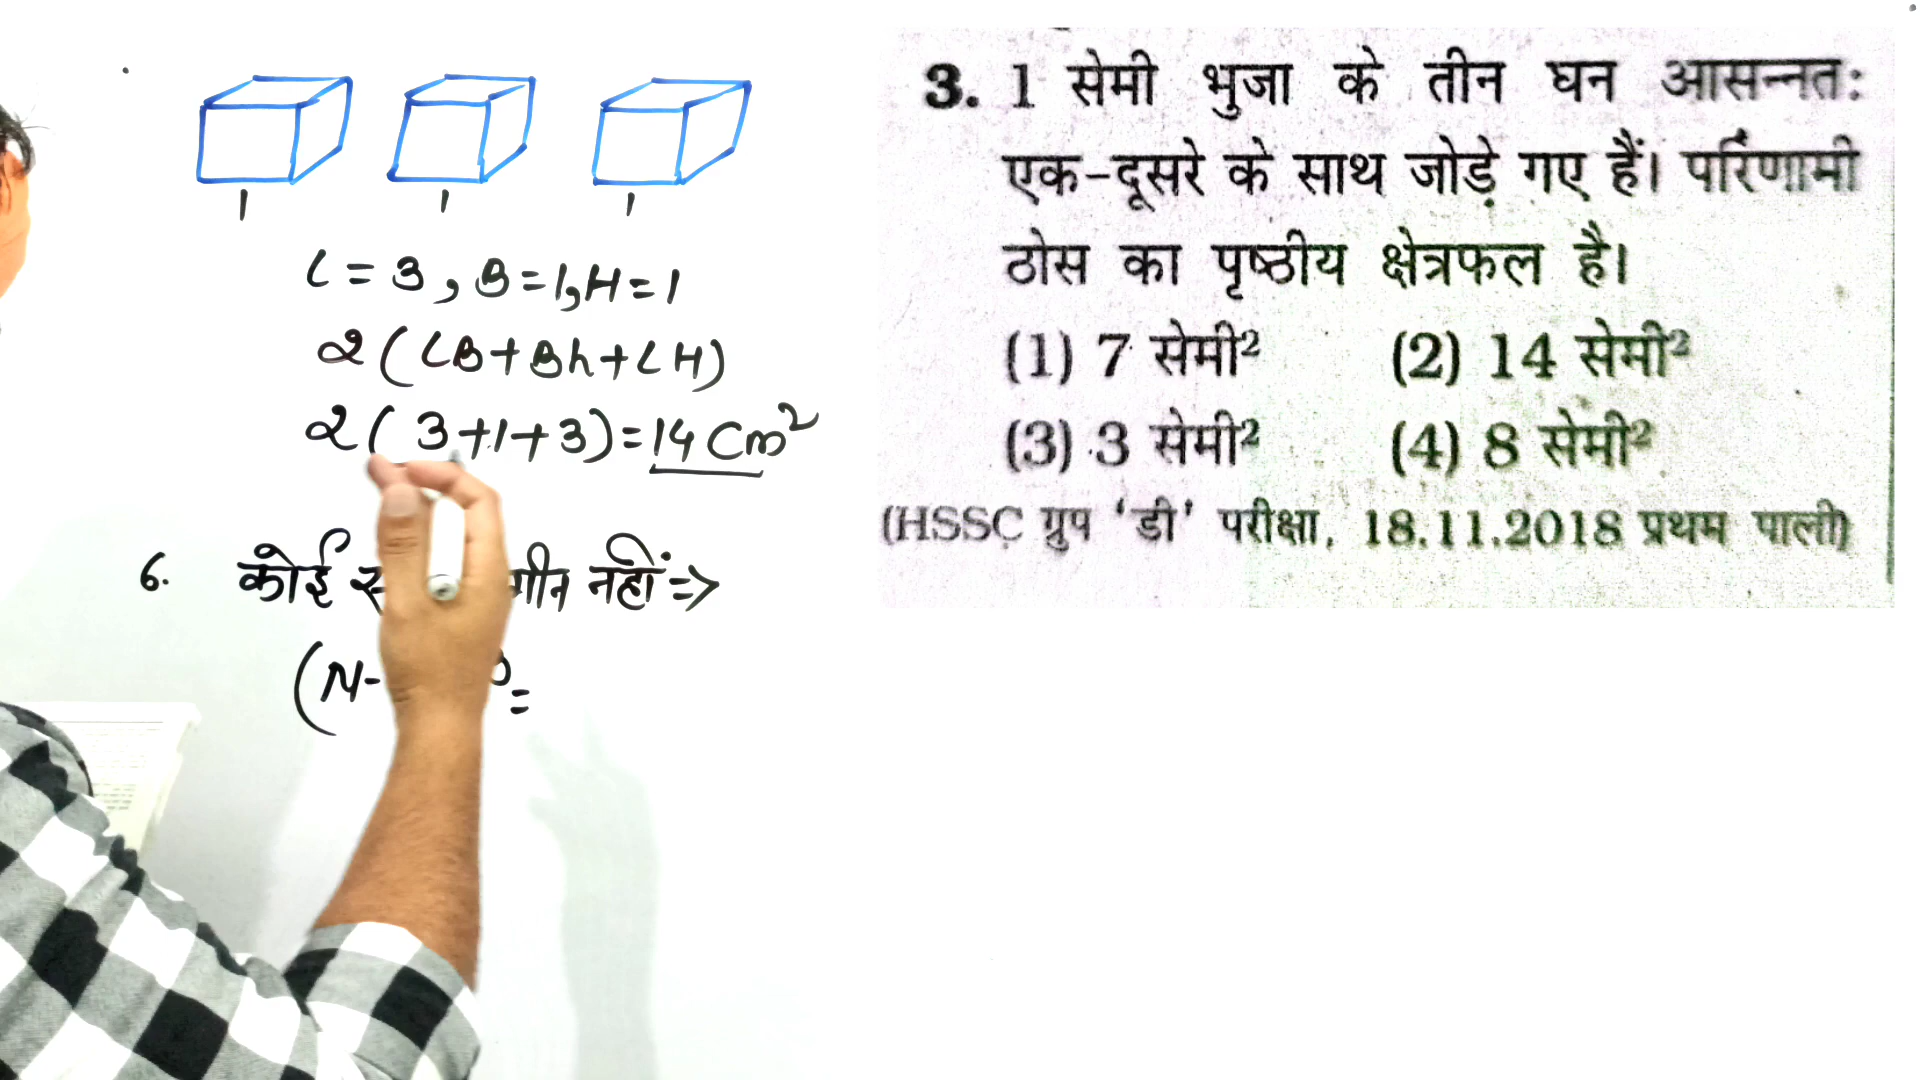 1 1 1
L = 3, B = 1, H = 1
2 ( LB + Bh + LH )
2 ( 3 + 1 + 3 ) = 14 Cm²
6. कोई नहीं =>
(N-
=
3. 1 सेमी भुजा के तीन घन आसन्नत:
एक-दूसरे के साथ जोड़े गए हैं। परिणामी
ठोस का पृष्ठीय क्षेत्रफल है।
(1) 7 सेमी² (2) 14 सेमी²
(3) 3 सेमी² (4) 8 सेमी²
(HSSC ग्रुप 'डी' परीक्षा, 18.11.2018 प्रथम पाली)